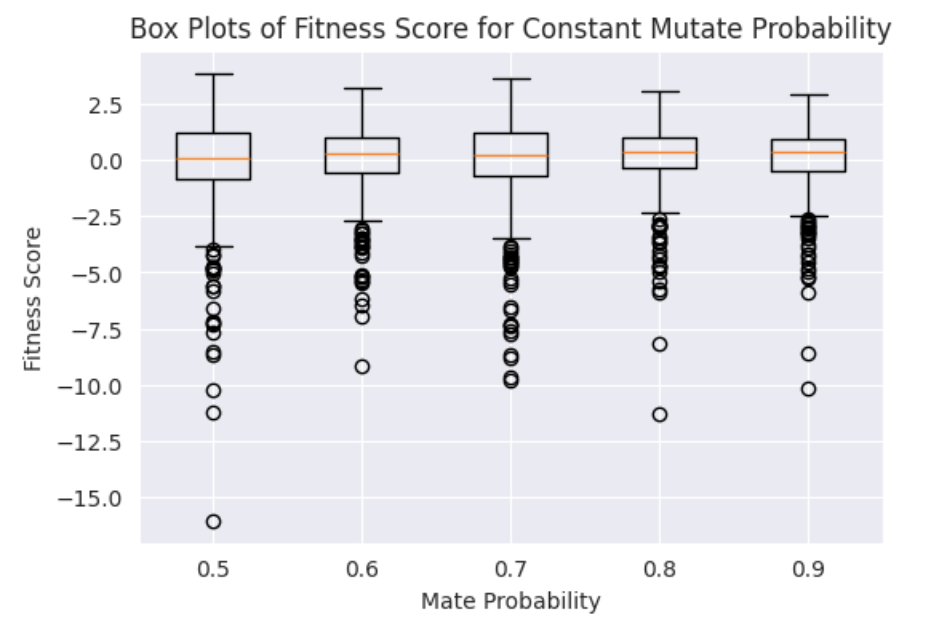 Box Plots of Fitness Score for Constant Mutate Probability
2.5
0.0
−2.5
−5.0
−7.5
−10.0
−12.5
−15.0
Fitness Score
0.5 0.6 0.7 0.8 0.9
Mate Probability